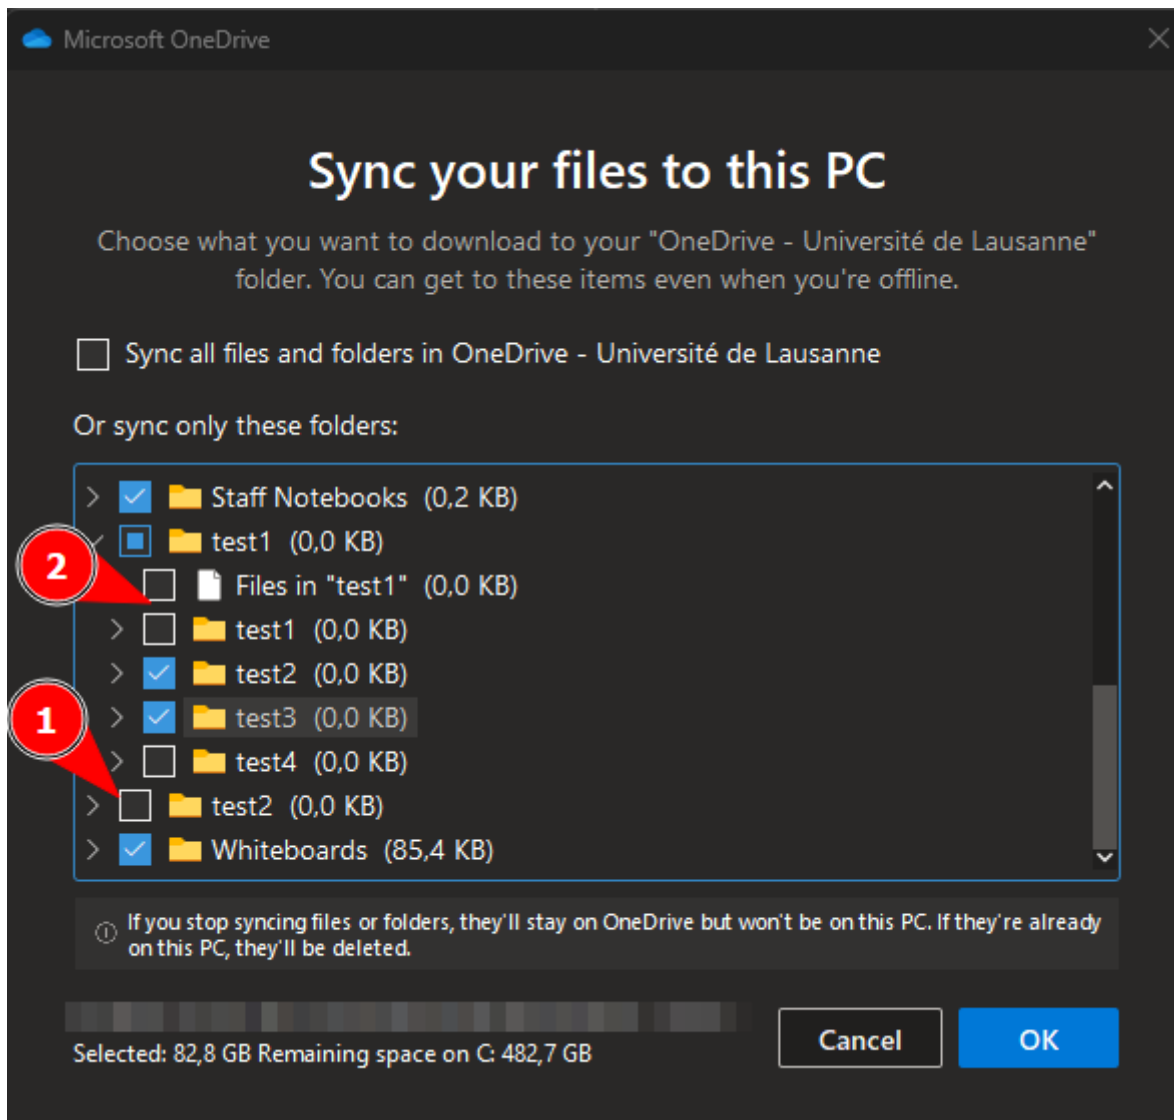 Microsoft OneDrive
Sync your files to this PC
Choose what you want to download to your "OneDrive - Université de Lausanne"
folder. You can get to these items even when you're offline.
Sync all files and folders in OneDrive - Université de Lausanne
Or sync only these folders:
Staff Notebooks (0,2 KB)
test1 (0,0 KB)
2
Files in "test1" (0,0 KB)
test1 (0,0 KB)
test2 (0,0 KB)
1
test3 (0,0 KB)
test4 (0,0 KB)
test2 (0,0 KB)
Whiteboards (85,4 KB)
If you stop syncing files or folders, they'll stay on OneDrive but won't be on this PC. If they're already
on this PC, they'll be deleted.
Selected: 82,8 GB Remaining space on C: 482,7 GB
Cancel
OK